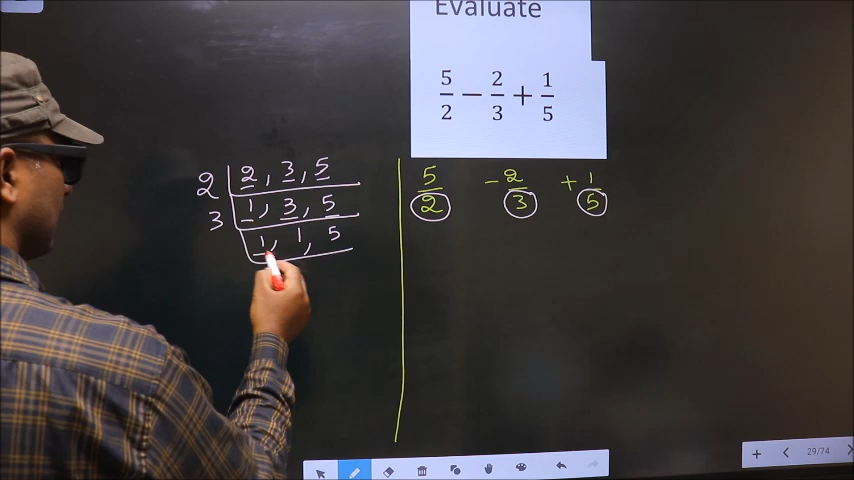 Evaluate
5/2 − 2/3 + 1/5
2 | 2, 3, 5
3 | 1, 3, 5
1, 1, 5
5/2 - 2/3 + 1/5
29/74